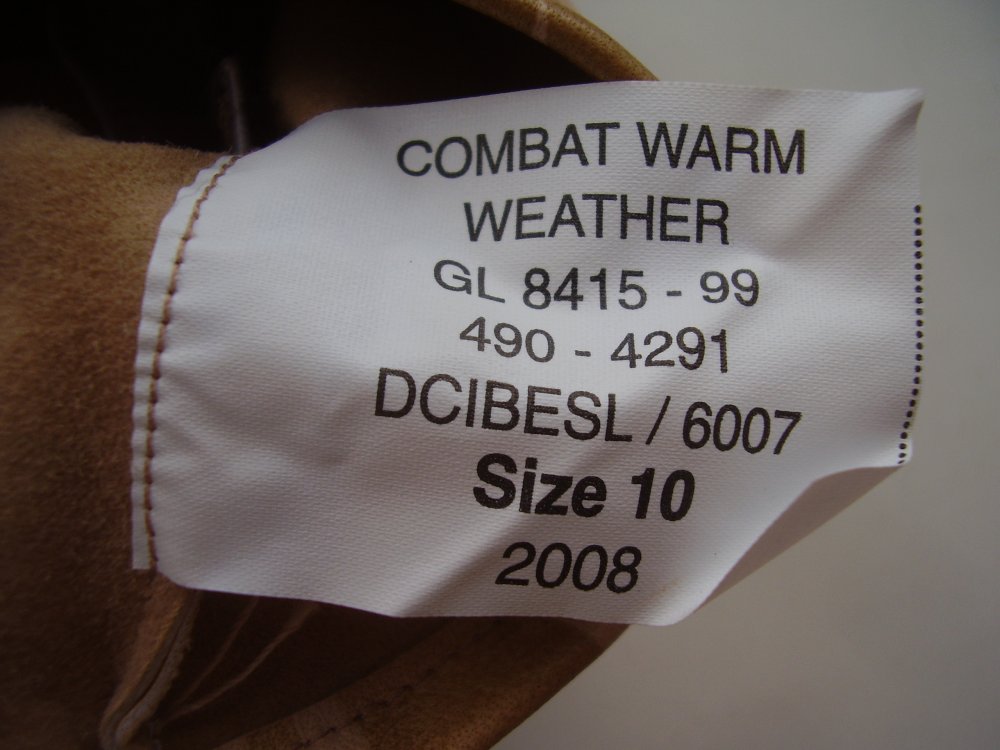 COMBAT WARM
WEATHER
GL 8415 - 99
490 - 4291
DCIBESL / 6007
Size 10
2008